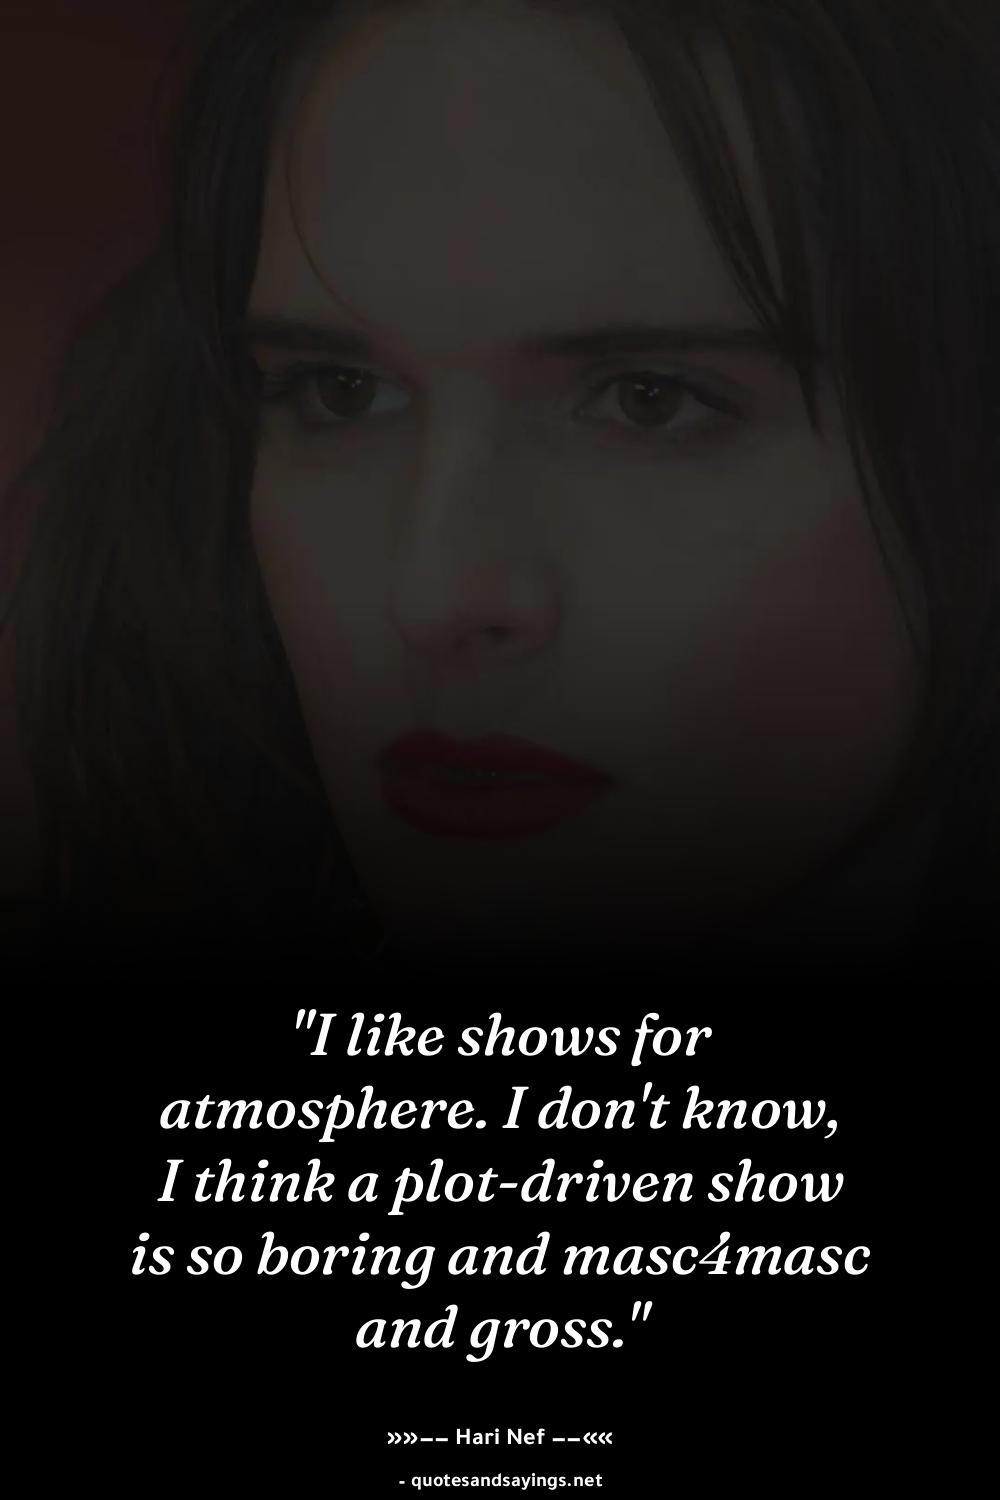 "I like shows for
atmosphere. I don't know,
I think a plot-driven show
is so boring and masc4masc
and gross."
»»−− Hari Nef −−««
- quotesandsayings.net